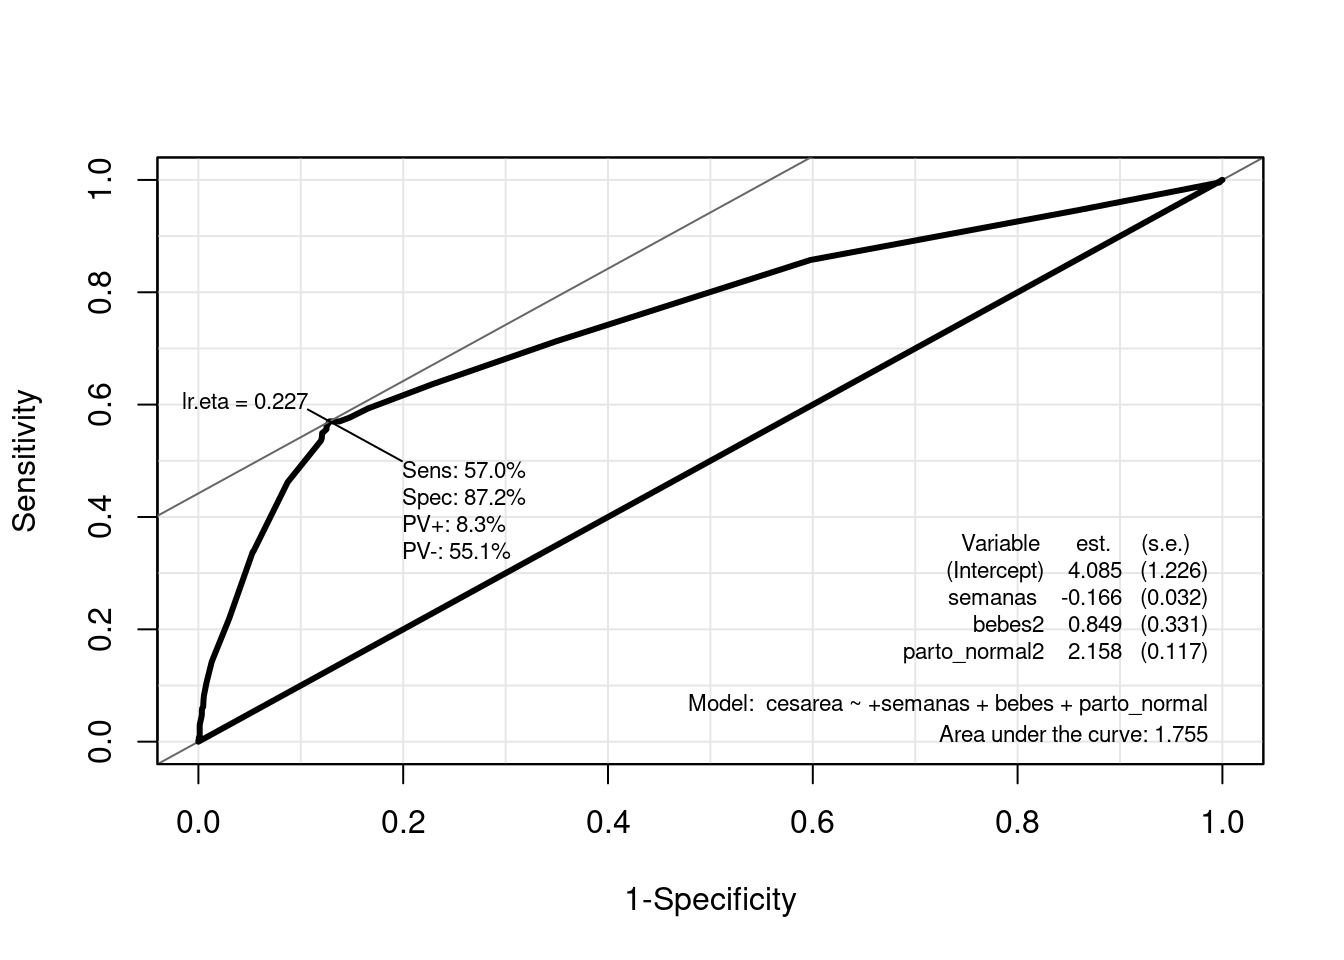 lr.eta = 0.227
Sens: 57.0%
Spec: 87.2%
PV+: 8.3%
PV-: 55.1%
Variable est. (s.e.)
(Intercept) 4.085 (1.226)
semanas -0.166 (0.032)
bebes2 0.849 (0.331)
parto_normal2 2.158 (0.117)
Model: cesarea ~ +semanas + bebes + parto_normal
Area under the curve: 1.755
Sensitivity
1.0
0.8
0.6
0.4
0.2
0.0
0.0 0.2 0.4 0.6 0.8 1.0
1-Specificity